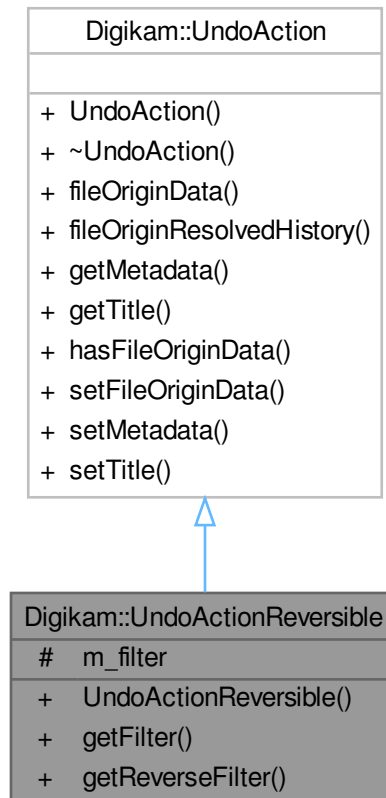 Digikam::UndoAction
+ UndoAction()
+ ~UndoAction()
+ fileOriginData()
+ fileOriginResolvedHistory()
+ getMetadata()
+ getTitle()
+ hasFileOriginData()
+ setFileOriginData()
+ setMetadata()
+ setTitle()
Digikam::UndoActionReversible
# m_filter
+ UndoActionReversible()
+ getFilter()
+ getReverseFilter()